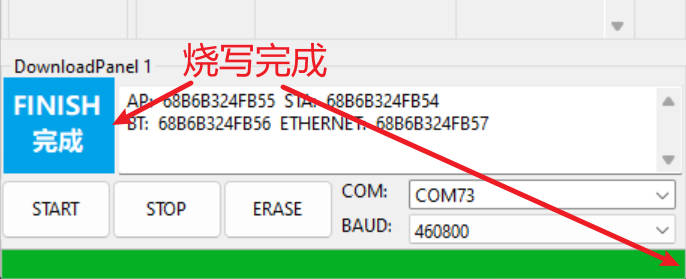 DownloadPanel 1
烧写完成
FINISH
完成
AP: 68B6B324FB55 STA: 68B6B324FB54
BT: 68B6B324FB56 ETHERNET: 68B6B324FB57
START STOP ERASE
COM: COM73
BAUD: 460800